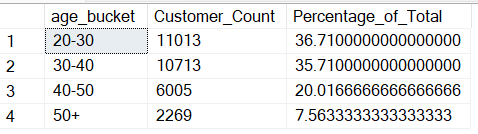 age_bucket Customer_Count Percentage_of_Total
1 20-30 11013 36.7100000000000000
2 30-40 10713 35.7100000000000000
3 40-50 6005 20.0166666666666666
4 50+ 2269 7.5633333333333333